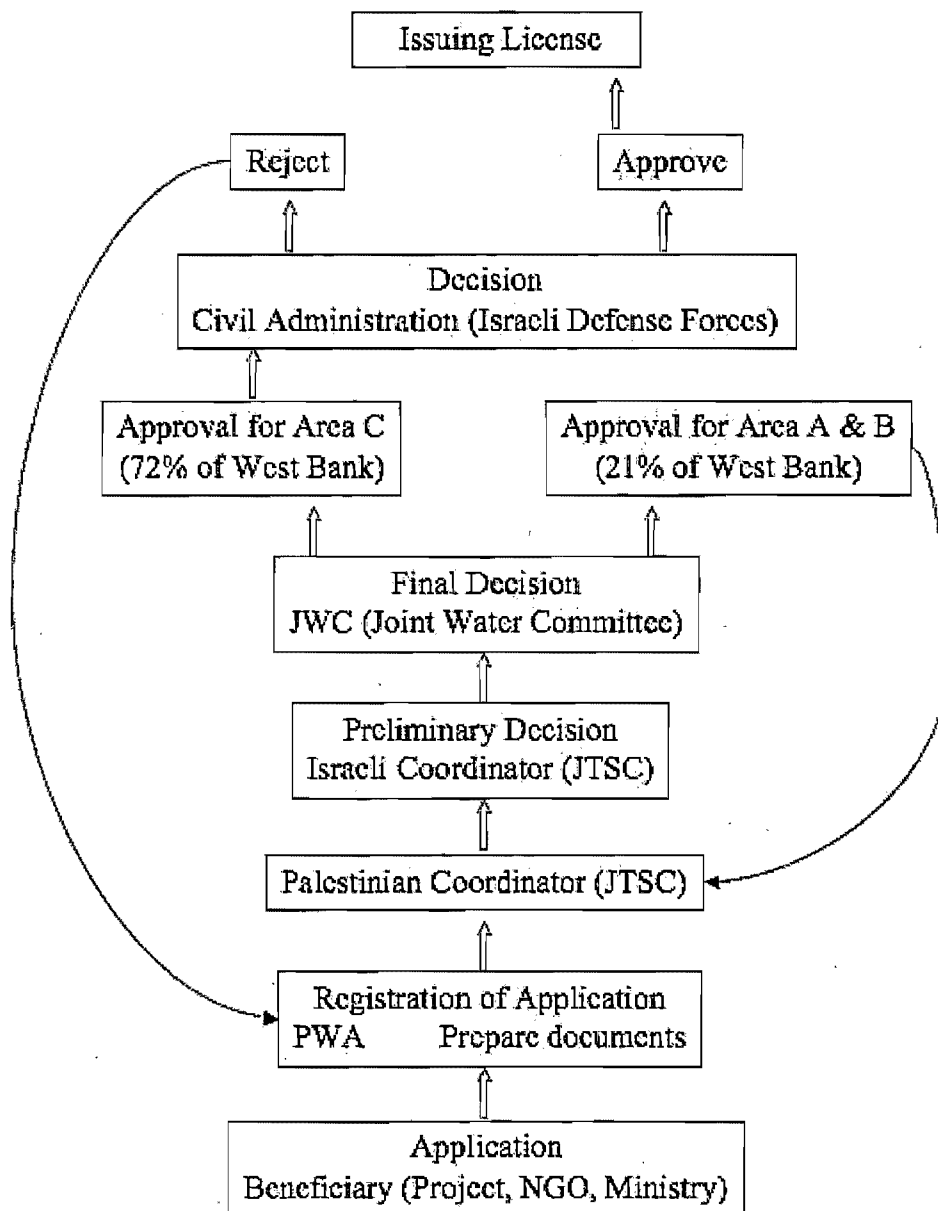 Issuing License
Reject
Approve
Decision
Civil Administration (Israeli Defense Forces)
Approval for Area C
(72% of West Bank)
Approval for Area A & B
(21% of West Bank)
Final Decision
JWC (Joint Water Committee)
Preliminary Decision
Israeli Coordinator (JTSC)
Palestinian Coordinator (JTSC)
Registration of Application
PWA Prepare documents
Application
Beneficiary (Project, NGO, Ministry)